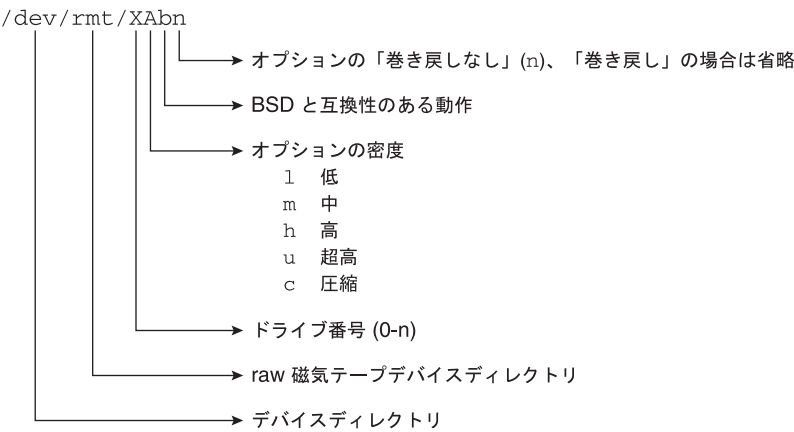 /dev/rmt/XAbn
オプションの「巻き戻しなし」(n)、「巻き戻し」の場合は省略
BSD と互換性のある動作
オプションの密度
l 低
m 中
h 高
u 超高
c 圧縮
ドライブ番号 (0-n)
raw 磁気テープデバイスディレクトリ
デバイスディレクトリ